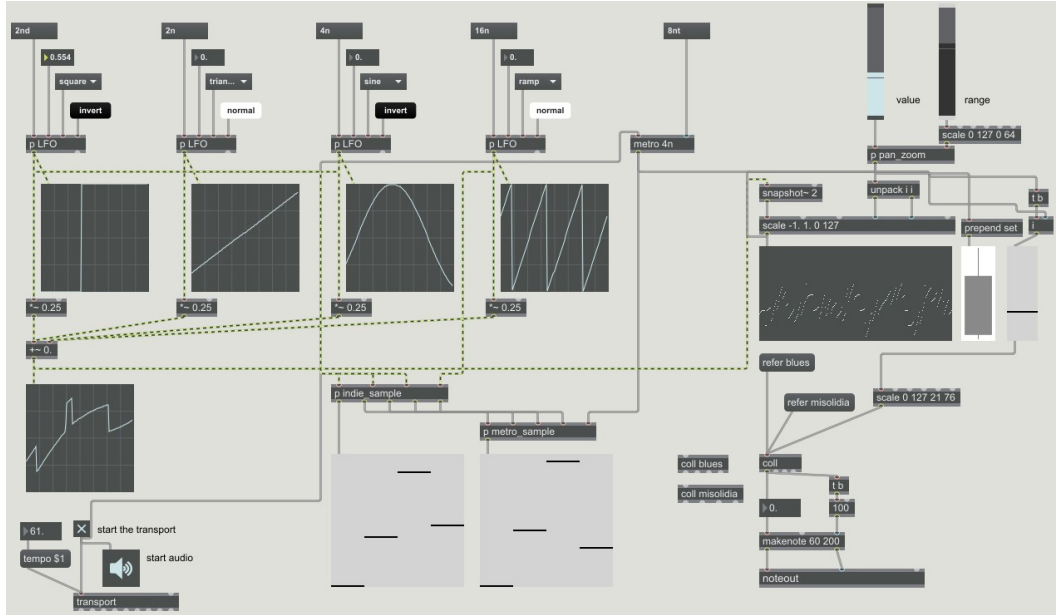 2nd
2n
4n
16n
8nt
0.554
0.
0.
0.
square
trian...
sine
ramp
invert
normal
invert
normal
value
range
scale 0 127 0 64
p LFO
p LFO
p LFO
p LFO
metro 4n
p pan_zoom
snapshot~ 2
unpack i i
t b
scale -1. 1. 0 127
prepend set
i
*~ 0.25
*~ 0.25
*~ 0.25
*~ 0.25
+~ 0.
refer blues
p indie_sample
refer misolidia
scale 0 127 21 76
p metro_sample
coll blues
coll
coll misolidia
t b
0.
100
61.
start the transport
makenote 60 200
tempo $1
start audio
noteout
transport